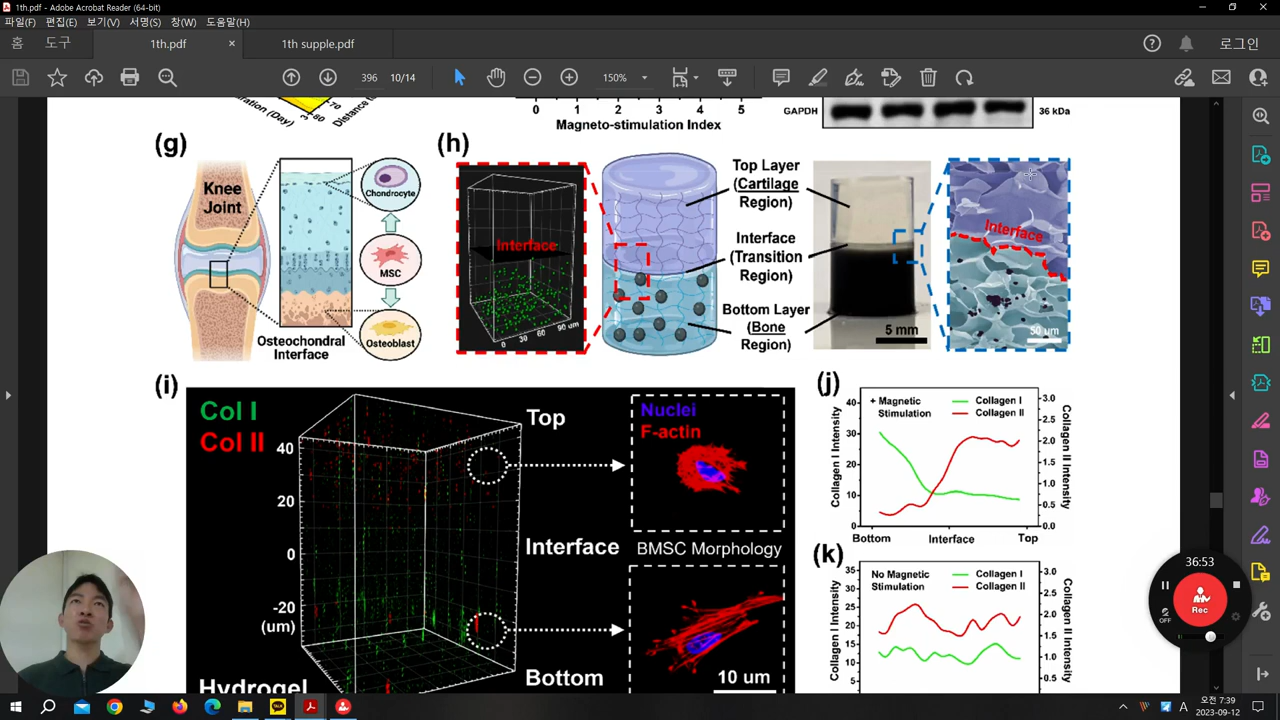 1th.pdf - Adobe Acrobat Reader (64-bit)
파일(F) 편집(E) 보기(V) 서명(S) 창(W) 도움말(H)
홈 도구 1th.pdf × 1th supple.pdf 로그인
396 10/14 150%
(Day)
3
60
70
0 1 2 3 4 5
Magneto-stimulation Index
GAPDH 36 kDa
(g)
Knee
Joint
Chondrocyte
MSC
Osteoblast
Osteochondral
Interface
(h)
Interface
0 30 60 90 um
Top Layer
(Cartilage
Region)
Interface
(Transition
Region)
Bottom Layer
(Bone
Region)
5 mm
Interface
50 um
(i)
Col I
Col II
40
20
0
-20
(um)
Hydrogel
Top
Interface
Bottom
Nuclei
F-actin
BMSC Morphology
10 um
(j)
+ Magnetic
Stimulation
Collagen I
Collagen II
Collagen I Intensity
40
30
20
10
0
3.0
2.5
2.0
1.5
1.0
0.5
0.0
Collagen II Intensity
Bottom Interface Top
(k)
No Magnetic
Stimulation
Collagen I
Collagen II
Collagen I Intensity
35
30
25
20
15
10
5
3.0
2.5
2.0
1.5
1.0
Collagen II Intensity
36:53
Rec
OFF
TALK
A
오전 7:39
2023-09-12